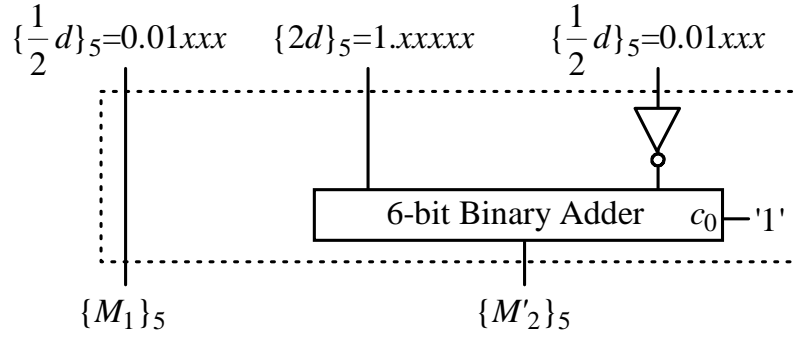 {1/2 d}₅=0.01xxx {2d}₅=1.xxxxx {1/2 d}₅=0.01xxx
6-bit Binary Adder c₀ '1'
{M₁}₅ {M'₂}₅